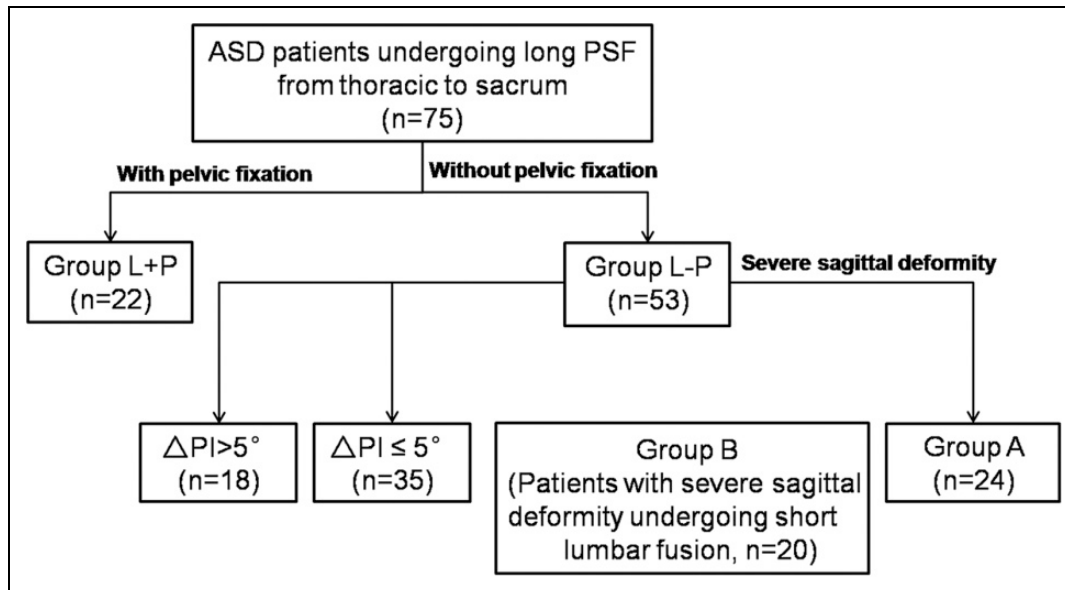 ASD patients undergoing long PSF
from thoracic to sacrum
(n=75)
With pelvic fixation
Without pelvic fixation
Group L+P
(n=22)
Group L-P
(n=53)
Severe sagittal deformity
△PI>5°
(n=18)
△PI ≤ 5°
(n=35)
Group B
(Patients with severe sagittal
deformity undergoing short
lumbar fusion, n=20)
Group A
(n=24)